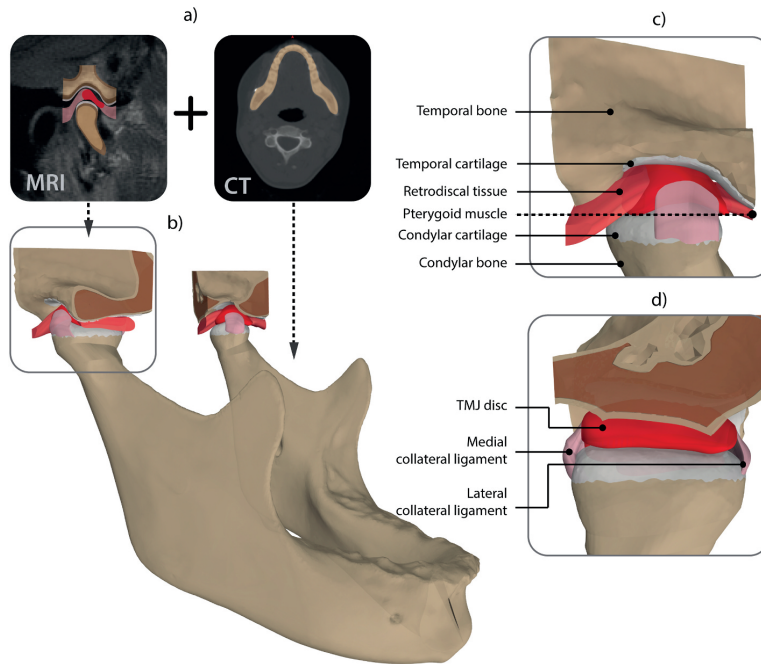 a)
MRI
CT
b)
c)
Temporal bone
Temporal cartilage
Retrodiscal tissue
Pterygoid muscle
Condylar cartilage
Condylar bone
d)
TMJ disc
Medial
collateral ligament
Lateral
collateral ligament